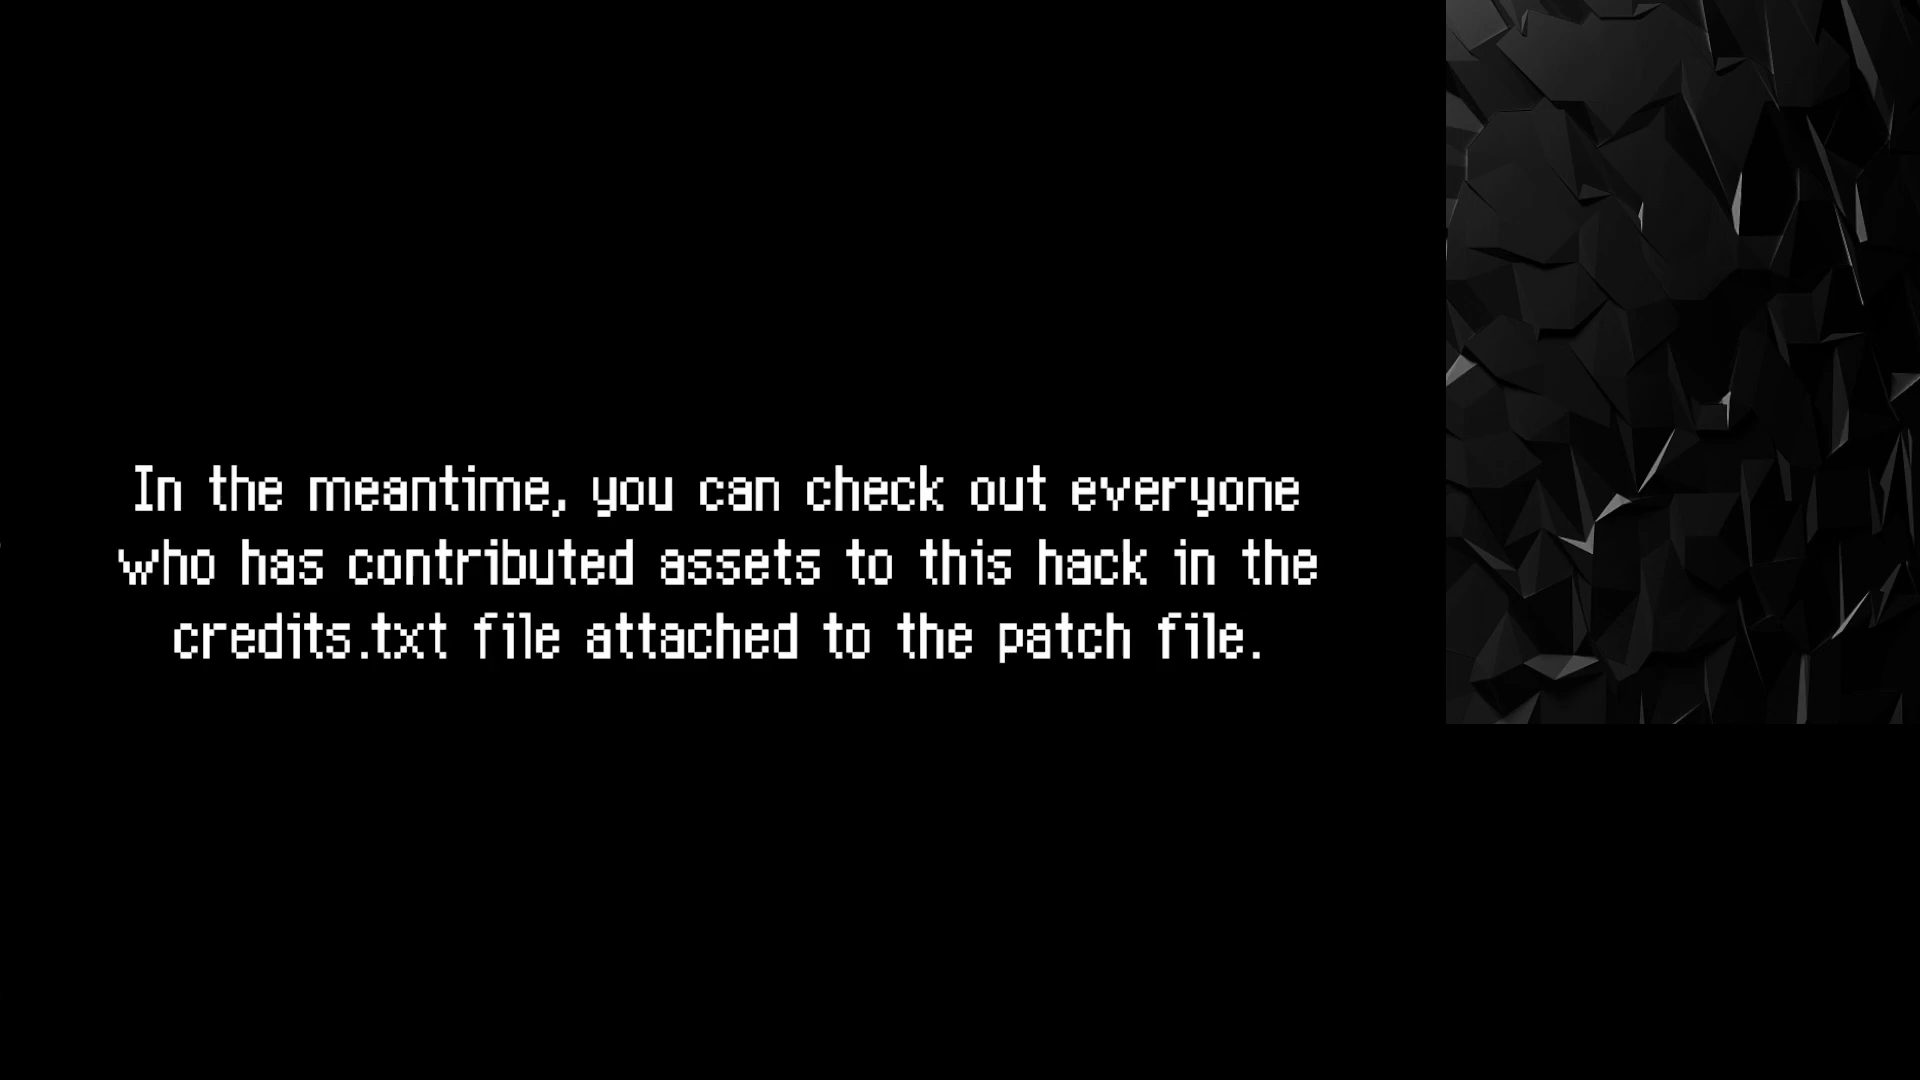 In the meantime, you can check out everyone
who has contributed assets to this hack in the
credits.txt file attached to the patch file.